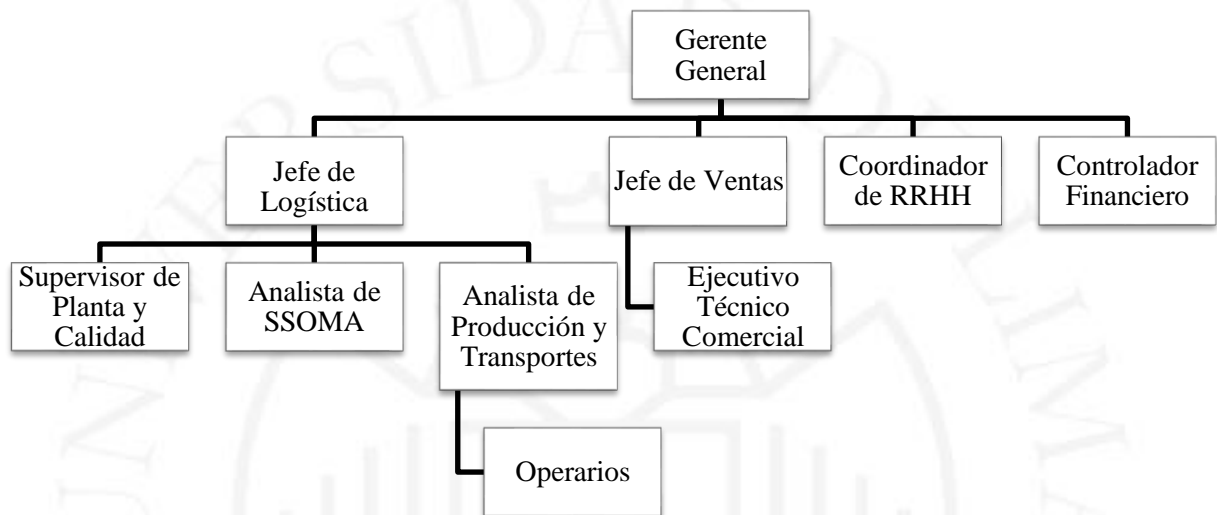 Gerente
General
Jefe de
Logística
Jefe de Ventas
Coordinador
de RRHH
Controlador
Financiero
Supervisor de
Planta y
Calidad
Analista de
SSOMA
Analista de
Producción y
Transportes
Ejecutivo
Técnico
Comercial
Operarios